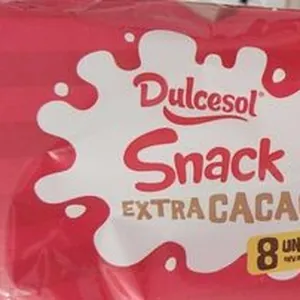 Dulcesol®
Snack
EXTRA CACA
8 UN